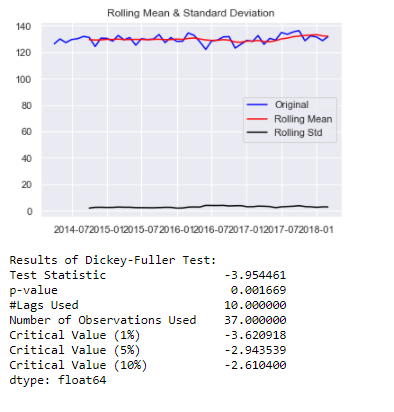 Rolling Mean & Standard Deviation
140
120
100
80
60
40
20
0
Original
Rolling Mean
Rolling Std
2014-07 2015-01 2015-07 2016-01 2016-07 2017-01 2017-07 2018-01
Results of Dickey-Fuller Test:
Test Statistic -3.954461
p-value 0.001669
#Lags Used 10.000000
Number of Observations Used 37.000000
Critical Value (1%) -3.620918
Critical Value (5%) -2.943539
Critical Value (10%) -2.610400
dtype: float64